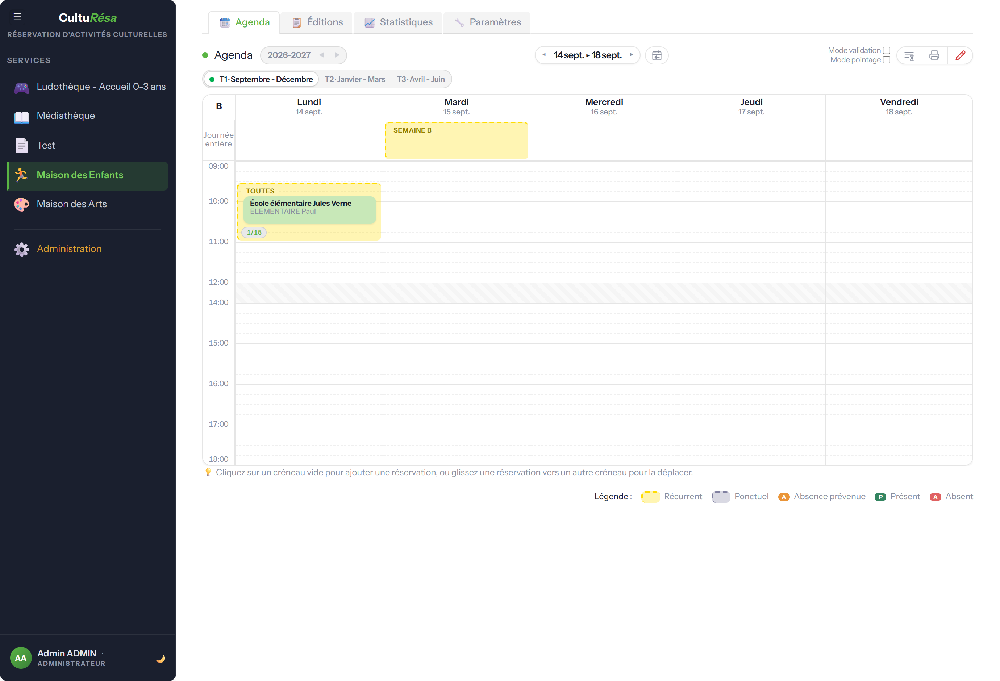 ☰ CultuRésa
RÉSERVATION D'ACTIVITÉS CULTURELLES
SERVICES
Ludothèque - Accueil 0-3 ans
Médiathèque
Test
Maison des Enfants
Maison des Arts
Administration
AA
Admin ADMIN
ADMINISTRATEUR
Agenda
Éditions
Statistiques
Paramètres
Agenda
2026-2027 ◀ ▶
◂ 14 sept. ▸ 18 sept. ▸
Mode validation
Mode pointage
T1·Septembre - Décembre
T2·Janvier - Mars
T3·Avril - Juin
B
Lundi
14 sept.
Mardi
15 sept.
Mercredi
16 sept.
Jeudi
17 sept.
Vendredi
18 sept.
Journée
entière
SEMAINE B
09:00
TOUTES
École élémentaire Jules Verne
ELEMENTAIRE Paul
1/15
10:00
11:00
12:00
14:00
15:00
16:00
17:00
18:00
Cliquez sur un créneau vide pour ajouter une réservation, ou glissez une réservation vers un autre créneau pour la déplacer.
Légende :
Récurrent
Ponctuel
A Absence prévenue
P Présent
A Absent